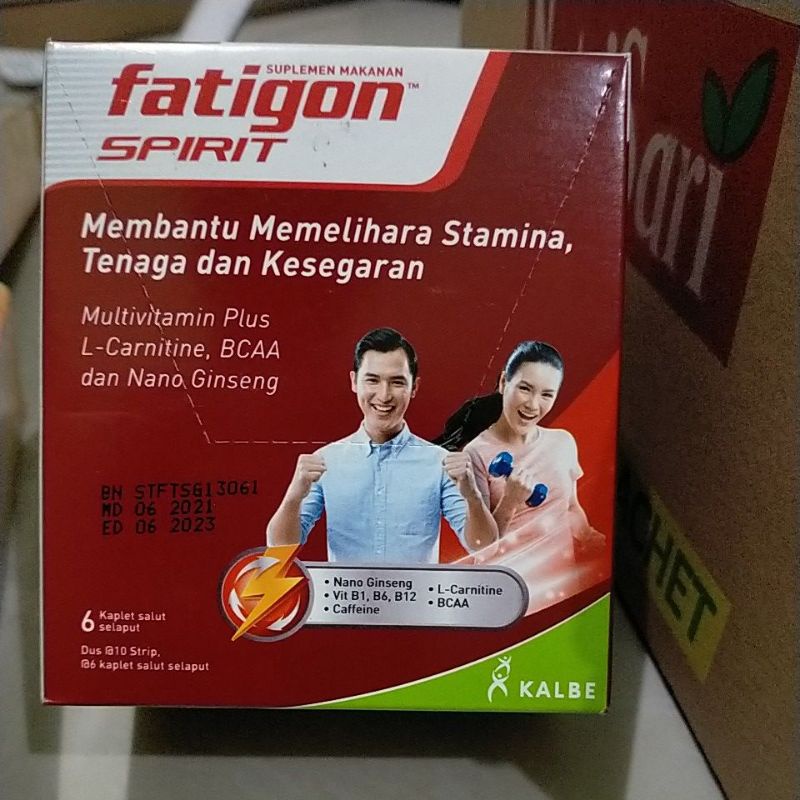 SUPLEMEN MAKANAN
fatigon™
SPIRIT
Membantu Memelihara Stamina,
Tenaga dan Kesegaran
Multivitamin Plus
L-Carnitine, BCAA
dan Nano Ginseng
BN STFTSG13061
MD 06 2021
ED 06 2023
• Nano Ginseng
• Vit B1, B6, B12
• Caffeine
• L-Carnitine
• BCAA
6 Kaplet salut
selaput
Dus @10 Strip,
@6 kaplet salut selaput
KALBE